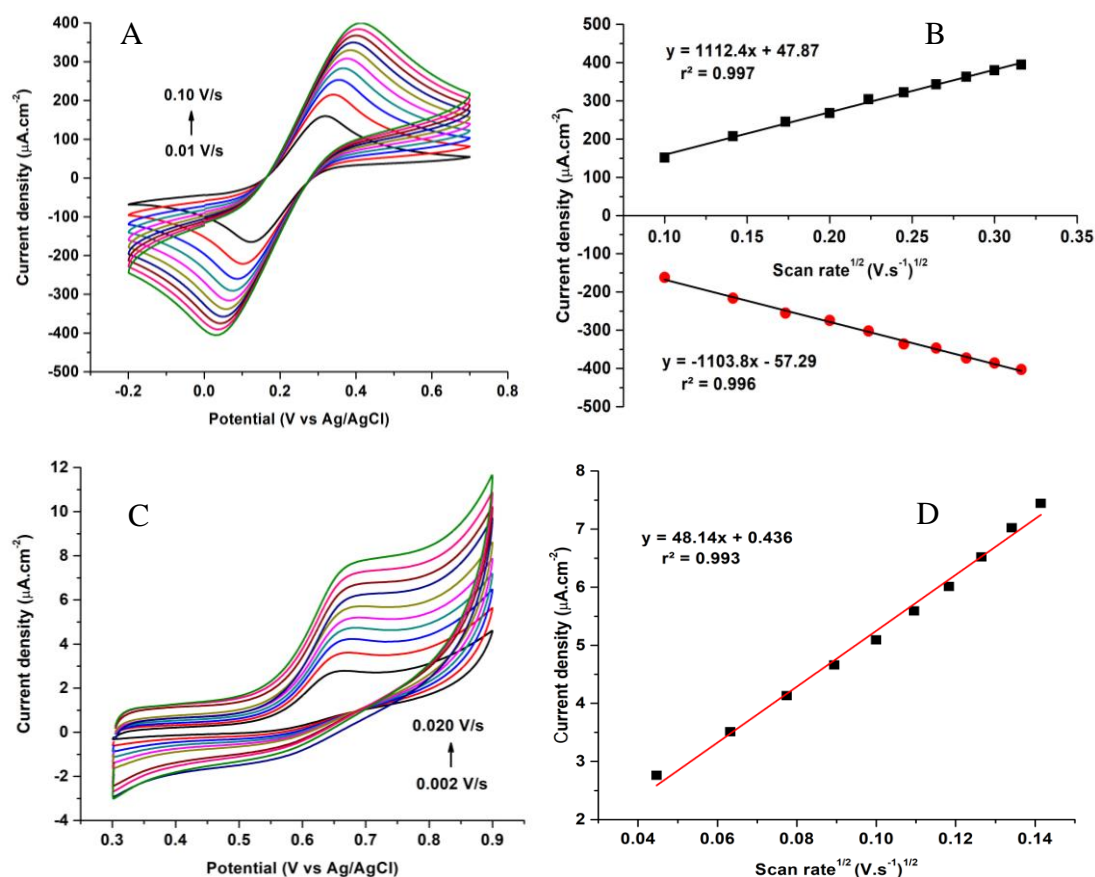 A
Current density (µA.cm⁻²)
400
300
200
100
0
-100
-200
-300
-400
-500
0.10 V/s
0.01 V/s
-0.2 0.0 0.2 0.4 0.6 0.8
Potential (V vs Ag/AgCl)
B
Current density (µA.cm⁻²)
500
400
300
200
100
0
-100
-200
-300
-400
-500
y = 1112.4x + 47.87
r² = 0.997
0.10 0.15 0.20 0.25 0.30 0.35
Scan rate¹/² (V.s⁻¹)¹/²
y = -1103.8x - 57.29
r² = 0.996
C
Current density (µA.cm⁻²)
12
10
8
6
4
2
0
-2
-4
0.020 V/s
0.002 V/s
0.3 0.4 0.5 0.6 0.7 0.8 0.9
Potential (V vs Ag/AgCl)
D
Current density (µA.cm⁻²)
8
7
6
5
4
3
2
y = 48.14x + 0.436
r² = 0.993
0.04 0.06 0.08 0.10 0.12 0.14
Scan rate¹/² (V.s⁻¹)¹/²